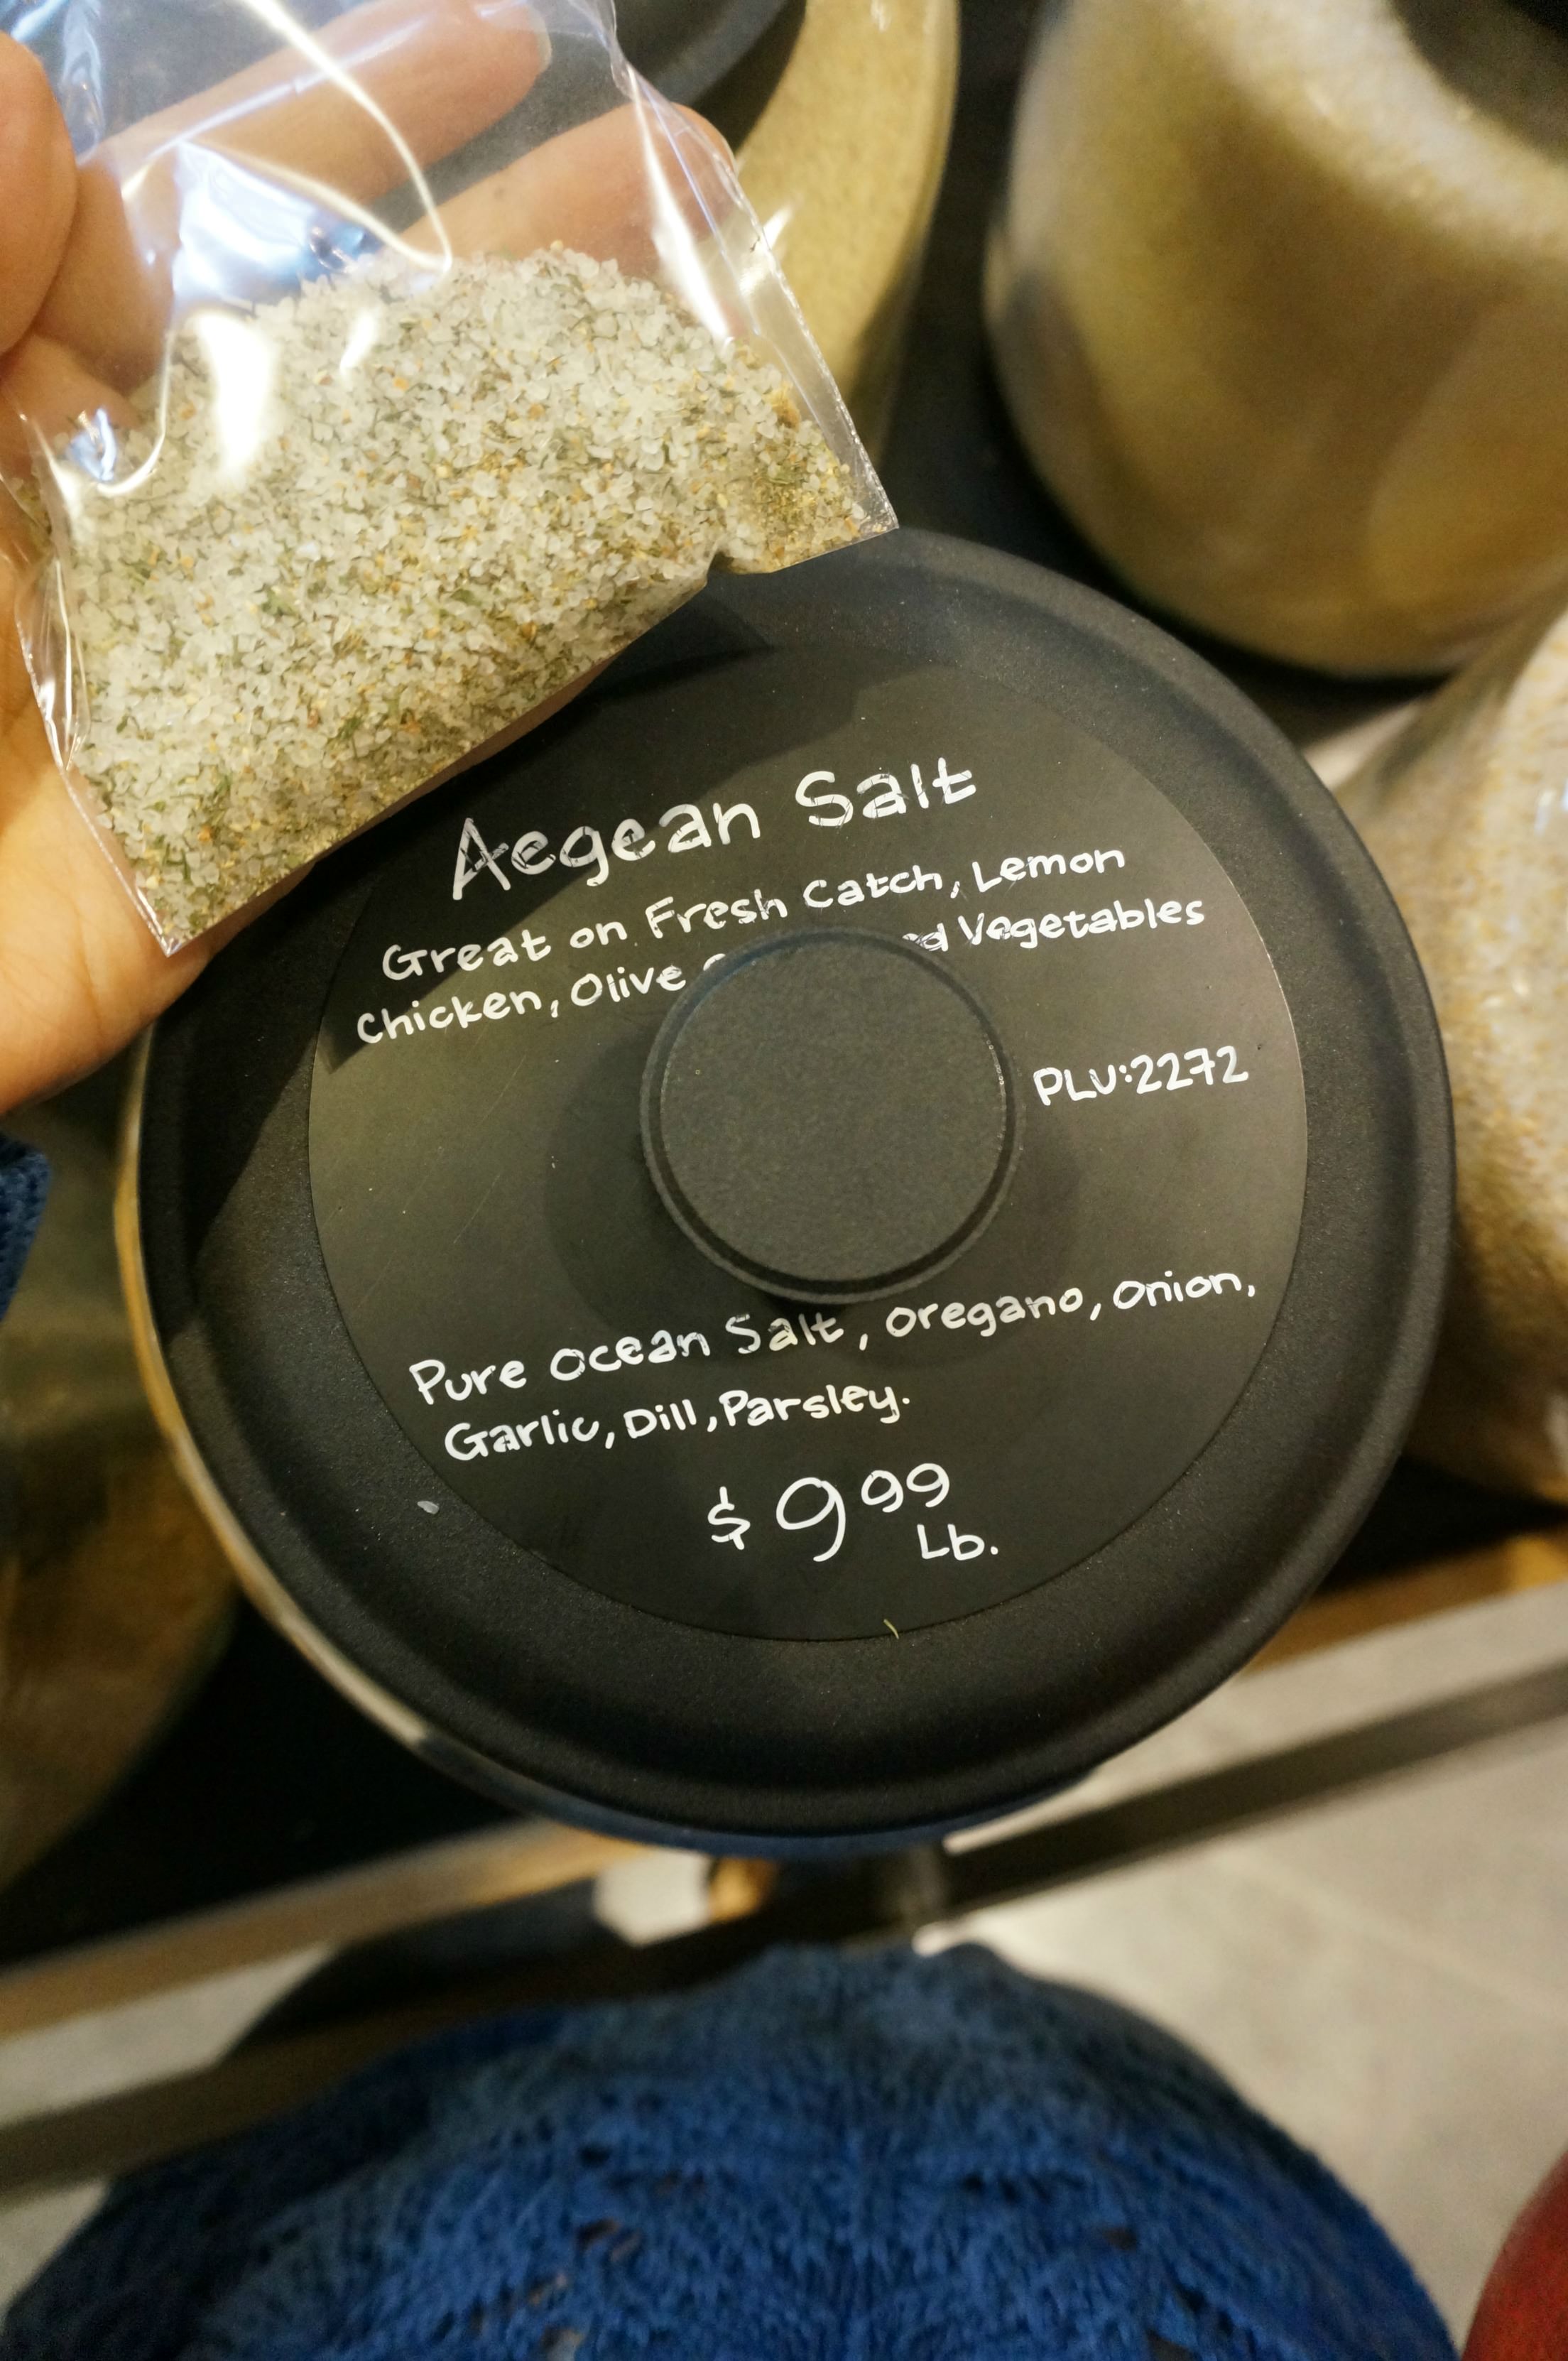 Aegean Salt
Great on Fresh Catch, Lemon
Chicken, Olive Vegetables
PLU:2272
Pure Ocean Salt, Oregano, Onion,
Garlic, Dill, Parsley.
$9.99
Lb.